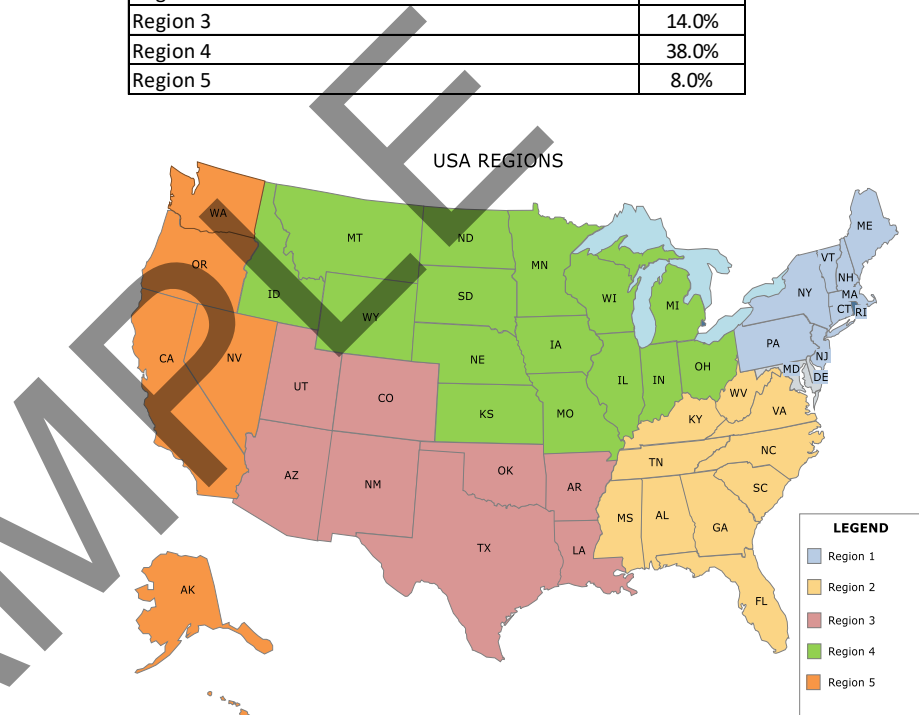 Region 3 14.0%
Region 4 38.0%
Region 5 8.0%
USA REGIONS
WA
MT
ND
MN
OR
ID
WY
SD
WI
MI
ME
VT
NH
NY
MA
CT
RI
CA
NV
NE
IA
PA
NJ
UT
CO
KS
MO
IL
IN
OH
MD
DE
WV
VA
KY
AZ
NM
OK
AR
TN
NC
SC
TX
LA
MS
AL
GA
FL
AK
LEGEND
Region 1
Region 2
Region 3
Region 4
Region 5
MPLE